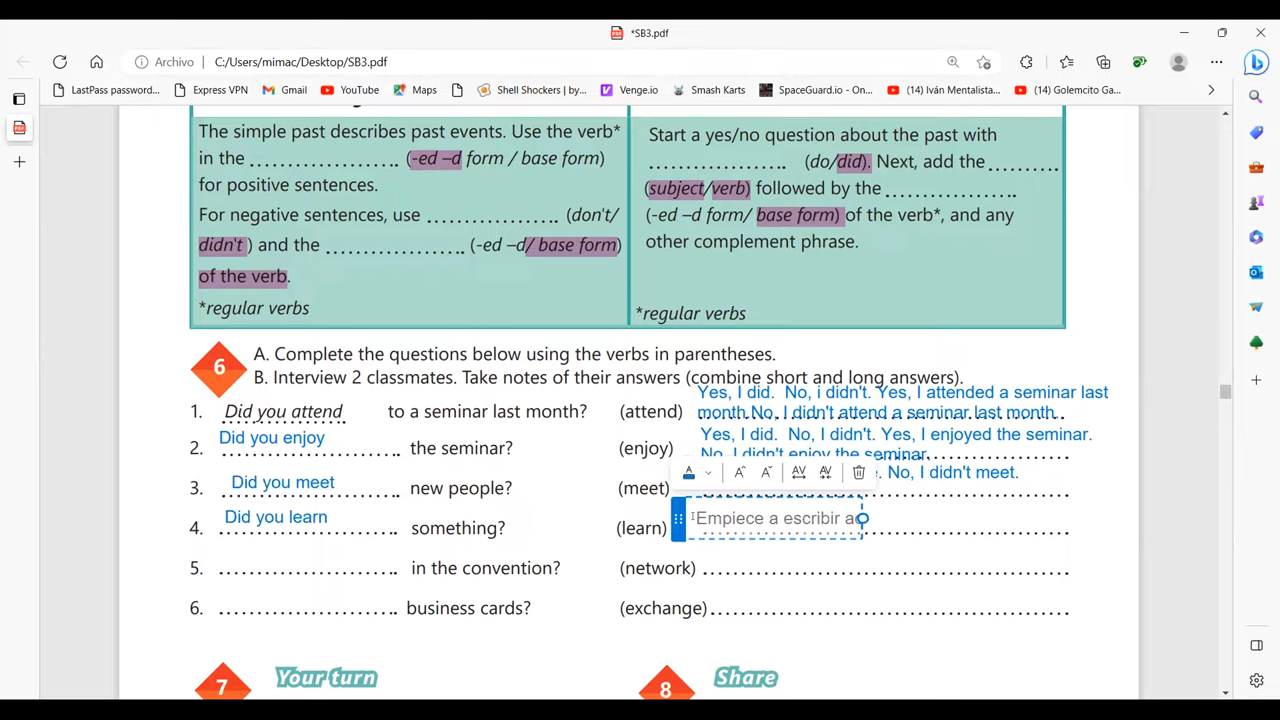 *SB3.pdf
Archivo C:/Users/mimac/Desktop/SB3.pdf
LastPass password... Express VPN Gmail YouTube Maps Shell Shockers | by... Venge.io Smash Karts SpaceGuard.io - On... (14) Iván Mentalista... (14) Golemcito Ga...
The simple past describes past events. Use the verb*
in the .................... (-ed –d form / base form)
for positive sentences.
For negative sentences, use .................. (don't/
didn't ) and the ................... (-ed –d/ base form)
of the verb.
*regular verbs
Start a yes/no question about the past with
................... (do/did). Next, add the ..........
(subject/verb) followed by the ..................
(-ed –d form/ base form) of the verb*, and any
other complement phrase.
*regular verbs
6
A. Complete the questions below using the verbs in parentheses.
B. Interview 2 classmates. Take notes of their answers (combine short and long answers).
1. Did you attend to a seminar last month? (attend) Yes, I did. No, i didn't. Yes, I attended a seminar last
month.No, I didn't attend a seminar last month.
2. Did you enjoy the seminar? (enjoy) Yes, I did. No, I didn't. Yes, I enjoyed the seminar.
No, I didn't enjoy the seminar.
3. Did you meet new people? (meet) e. No, I didn't meet.
4. Did you learn something? (learn) Empiece a escribir a
5. .......................... in the convention? (network) ..........................
6. .......................... business cards? (exchange) ..........................
7 Your turn
8 Share